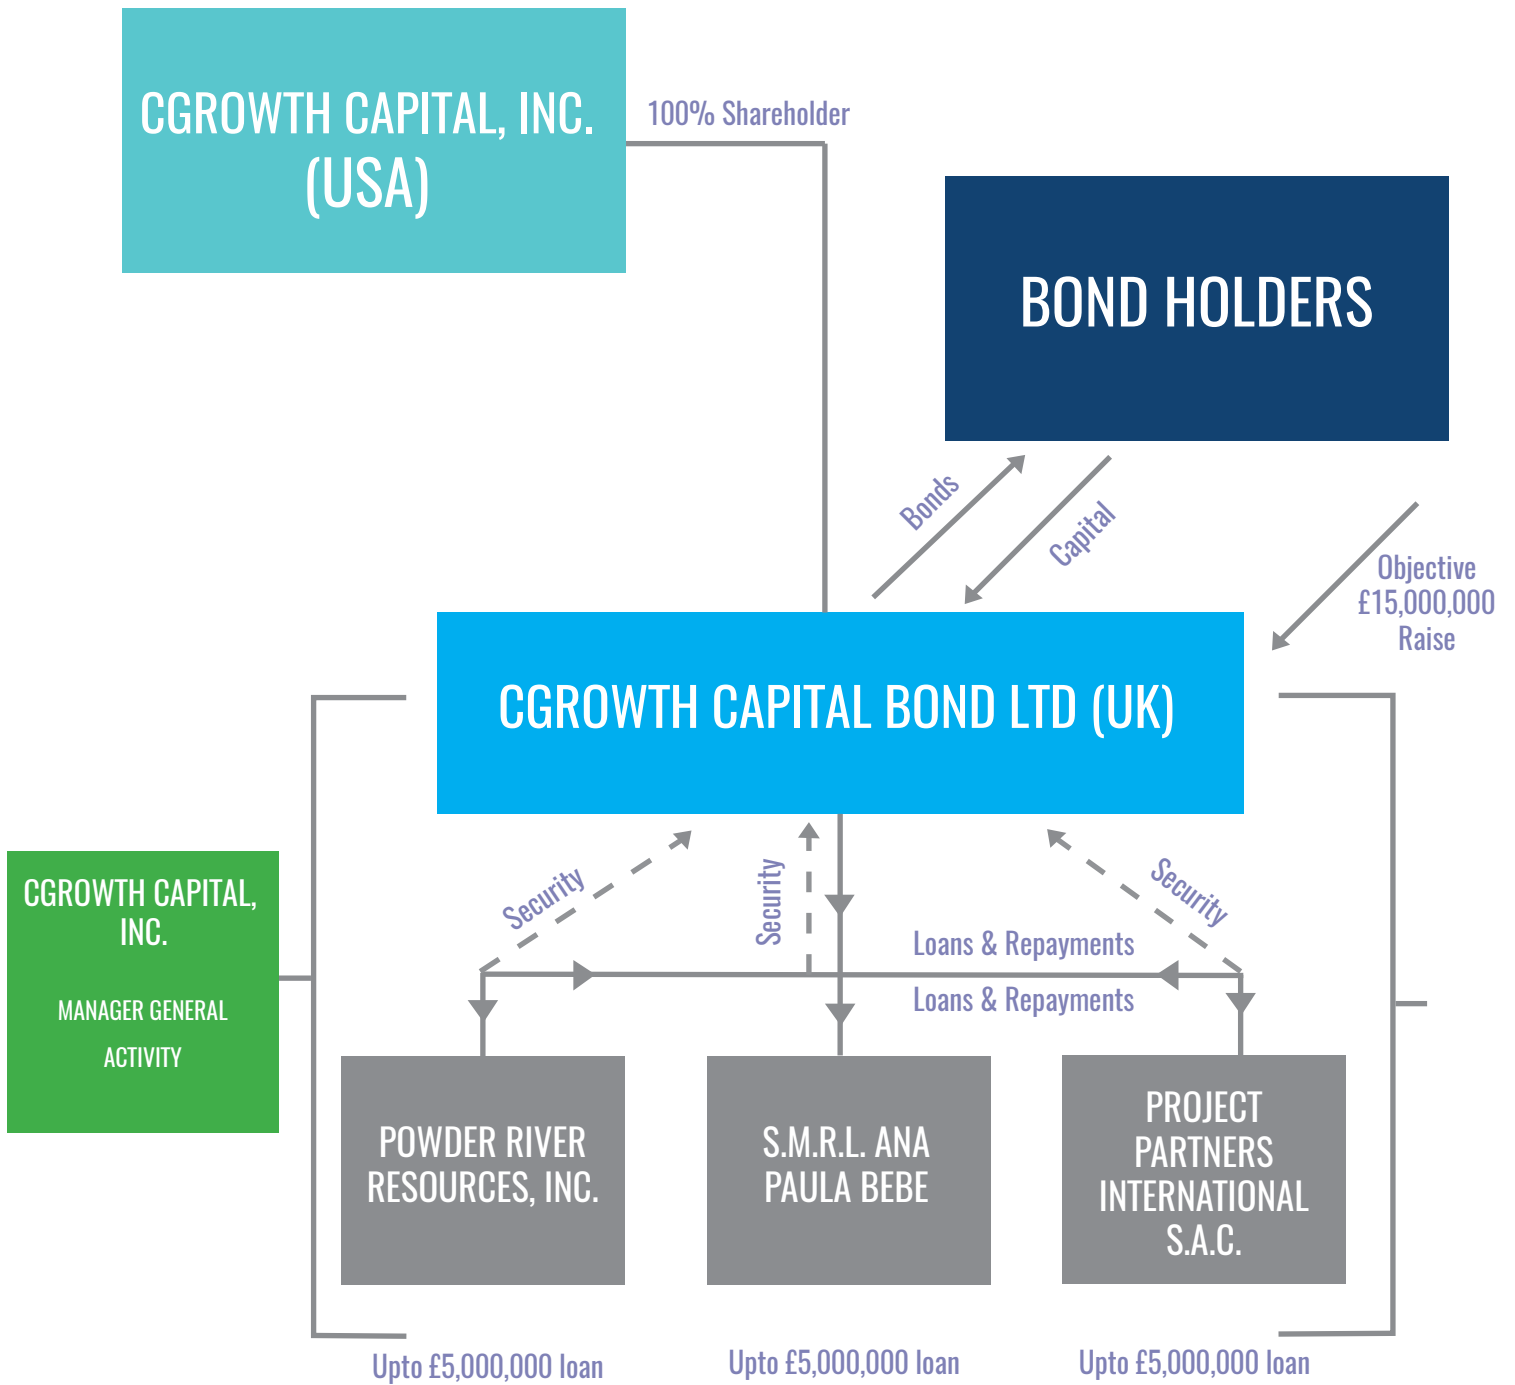 CGROWTH CAPITAL, INC.
(USA)
100% Shareholder
BOND HOLDERS
Bonds
Capital
Objective
£15,000,000
Raise
CGROWTH CAPITAL BOND LTD (UK)
CGROWTH CAPITAL,
INC.
MANAGER GENERAL
ACTIVITY
Security
Security
Security
Loans & Repayments
Loans & Repayments
POWDER RIVER
RESOURCES, INC.
S.M.R.L. ANA
PAULA BEBE
PROJECT
PARTNERS
INTERNATIONAL
S.A.C.
Upto £5,000,000 loan
Upto £5,000,000 loan
Upto £5,000,000 loan